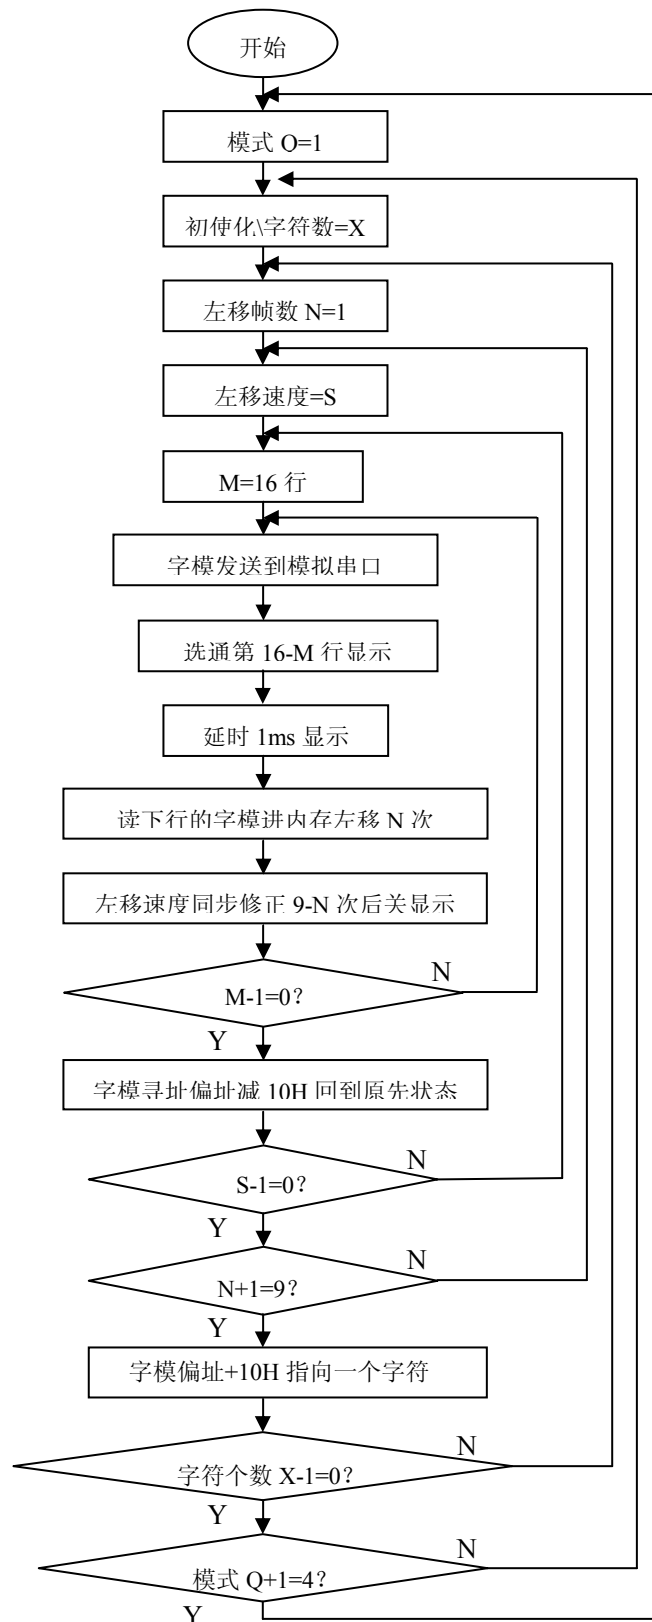 开始
模式 Q=1
初使化\字符数=X
左移帧数 N=1
左移速度=S
M=16 行
字模发送到模拟串口
选通第 16-M 行显示
延时 1ms 显示
读下行的字模进内存左移 N 次
左移速度同步修正 9-N 次后关显示
N
M-1=0？
Y
字模寻址偏址减 10H 回到原先状态
N
S-1=0？
Y
N
N+1=9？
Y
字模偏址+10H 指向一个字符
N
字符个数 X-1=0？
Y
N
模式 Q+1=4？
Y